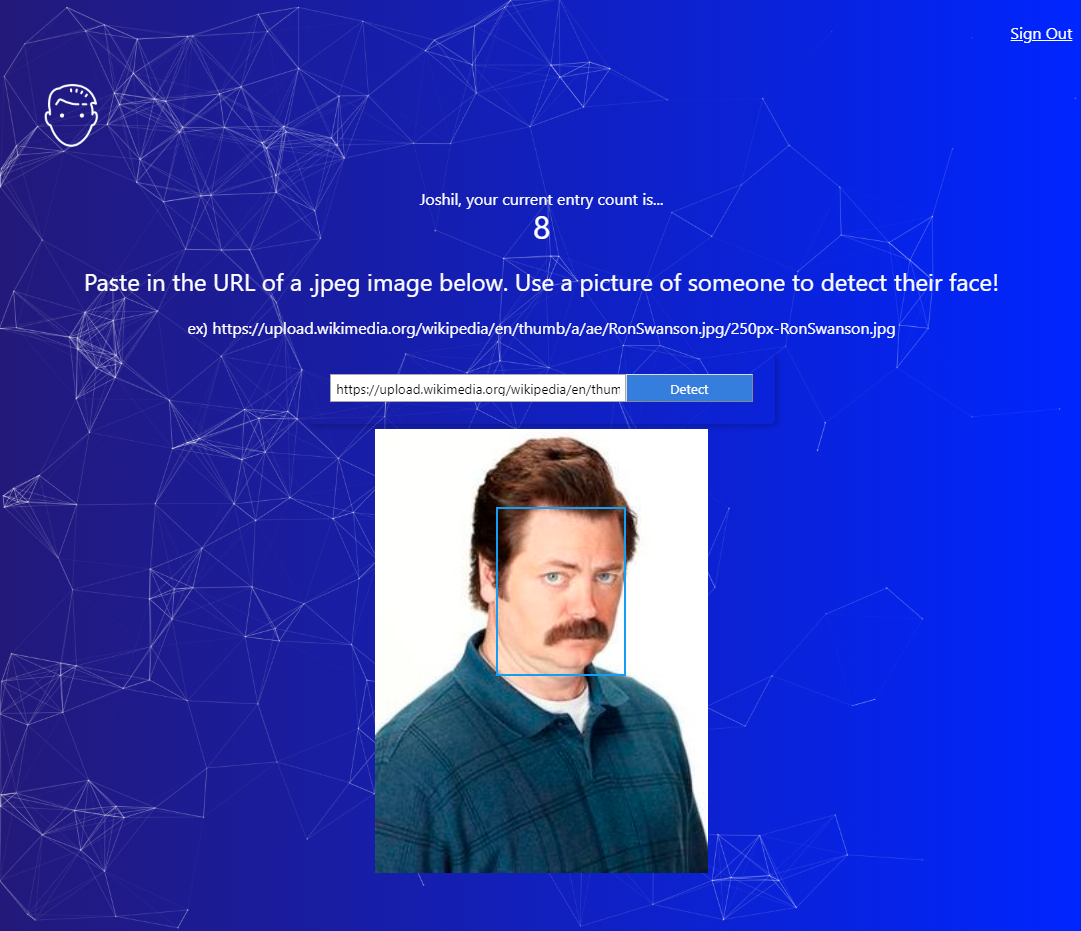 Sign Out
Joshil, your current entry count is...
8
Paste in the URL of a .jpeg image below. Use a picture of someone to detect their face!
ex) https://upload.wikimedia.org/wikipedia/en/thumb/a/ae/RonSwanson.jpg/250px-RonSwanson.jpg
https://upload.wikimedia.org/wikipedia/en/thum
Detect